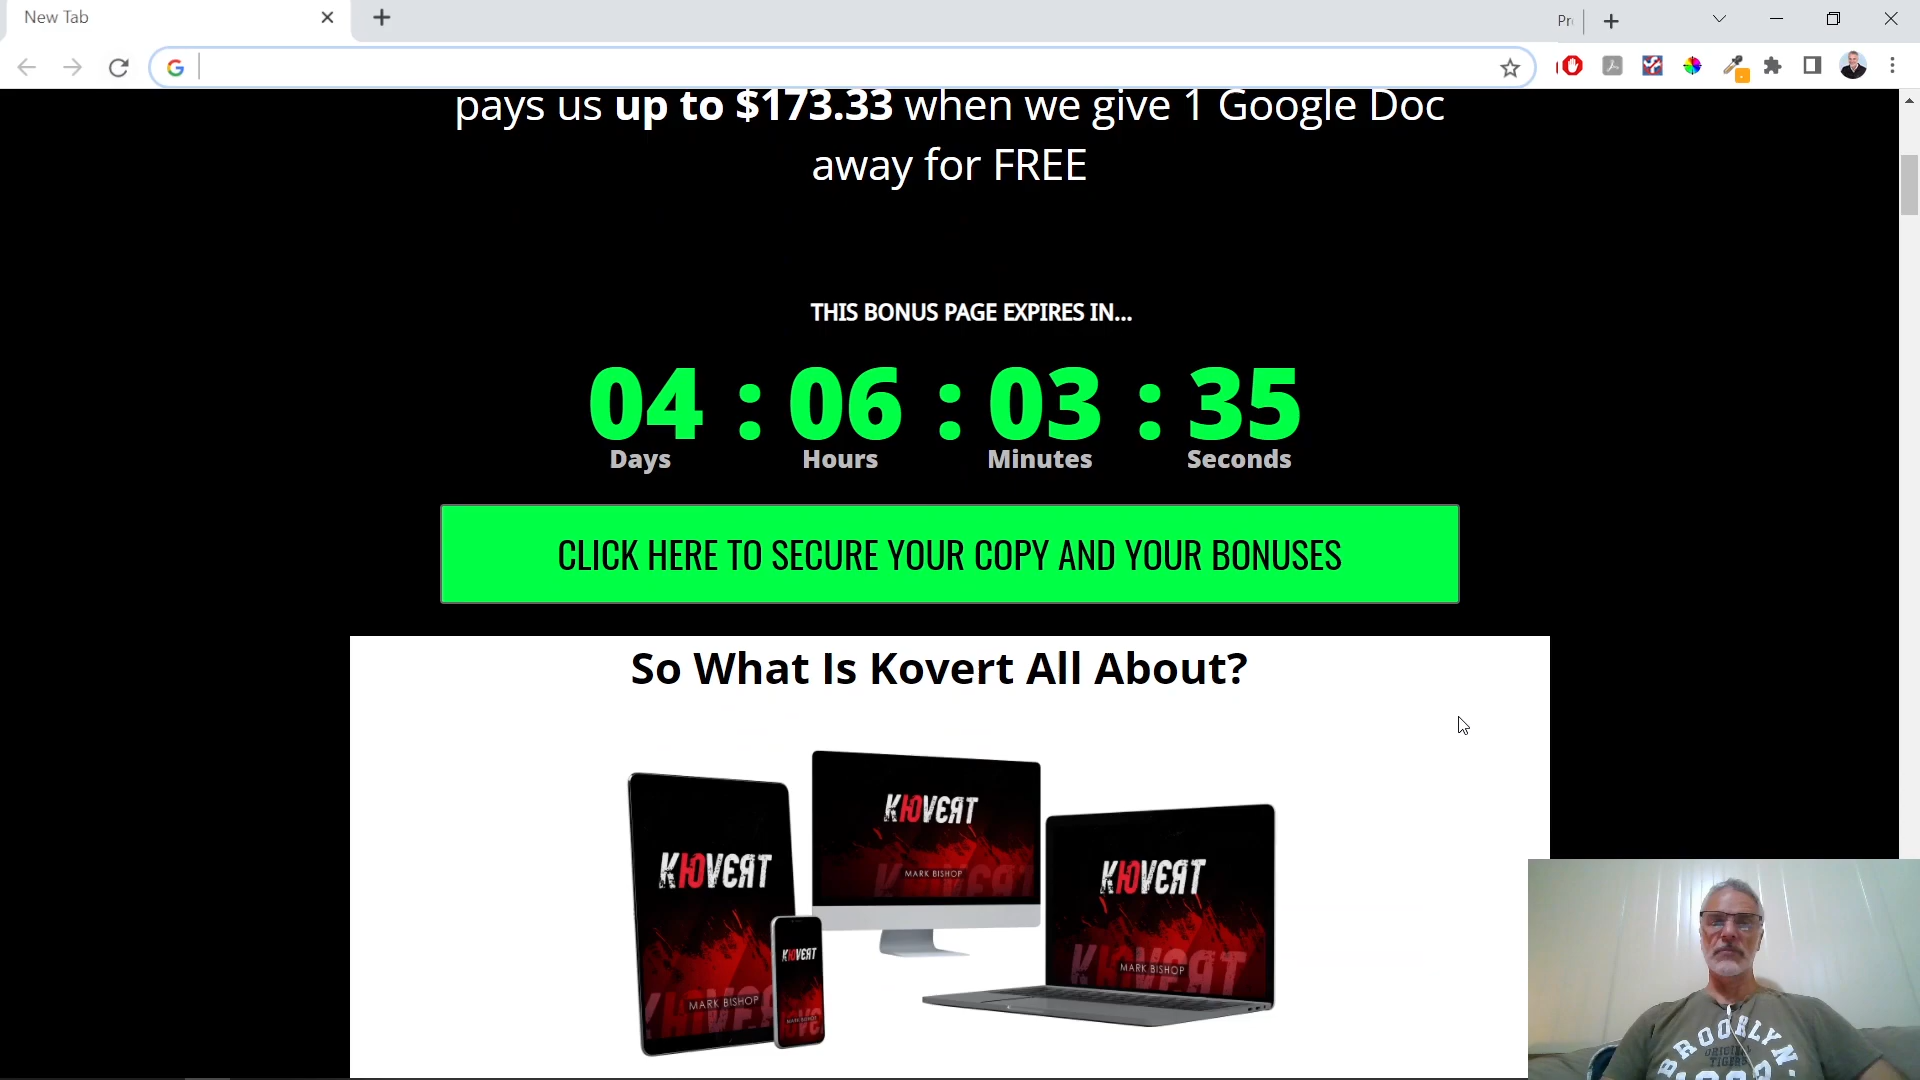 New Tab
pays us up to $173.33 when we give 1 Google Doc
away for FREE
THIS BONUS PAGE EXPIRES IN...
04 : 06 : 03 : 35
Days Hours Minutes Seconds
CLICK HERE TO SECURE YOUR COPY AND YOUR BONUSES
So What Is Kovert All About?
KOVERT
MARK BISHOP
KOVERT
MARK BISHOP
KOVERT
MARK BISHOP
KOVERT
BROOKLYN
ORIGINAL
TIGERS